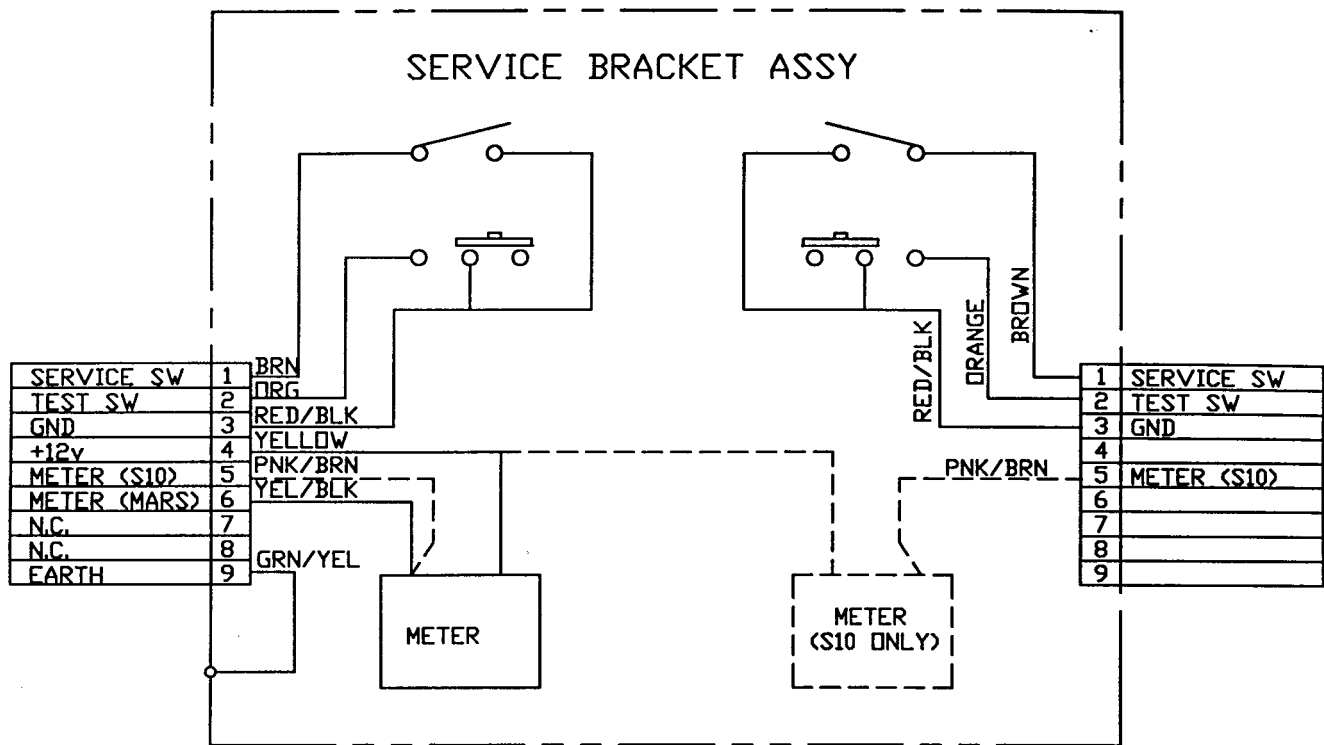 SERVICE BRACKET ASSY
BROWN
ORANGE
RED/BLK
SERVICE SW 1 BRN
TEST SW 2 ORG
GND 3 RED/BLK
+12v 4 YELLOW
METER (S10) 5 PNK/BRN
METER (MARS) 6 YEL/BLK
N.C. 7
N.C. 8
EARTH 9 GRN/YEL
1 SERVICE SW
2 TEST SW
3 GND
4
PNK/BRN 5 METER (S10)
6
7
8
9
METER
METER
(S10 ONLY)